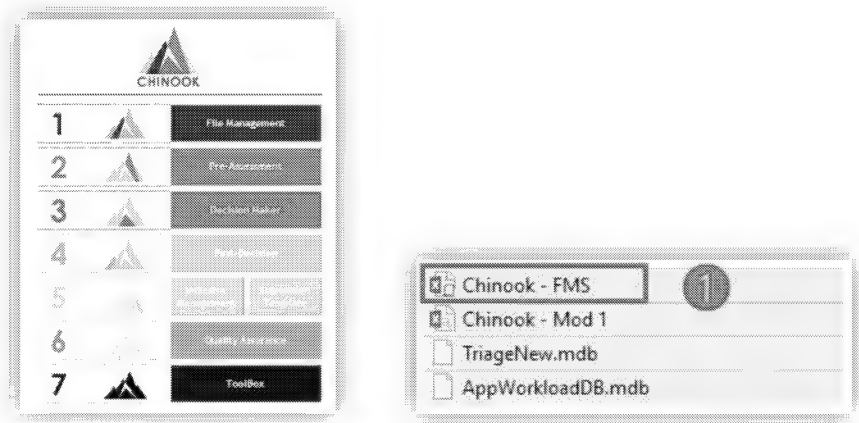 CHINOOK
1 File Management
2 Pre-Assessment
3 Decision Maker
4 Post-Decision
5
6 Quality Assurance
7 ToolBox
Chinook - FMS
1
Chinook - Mod 1
TriageNew.mdb
AppWorkloadDB.mdb